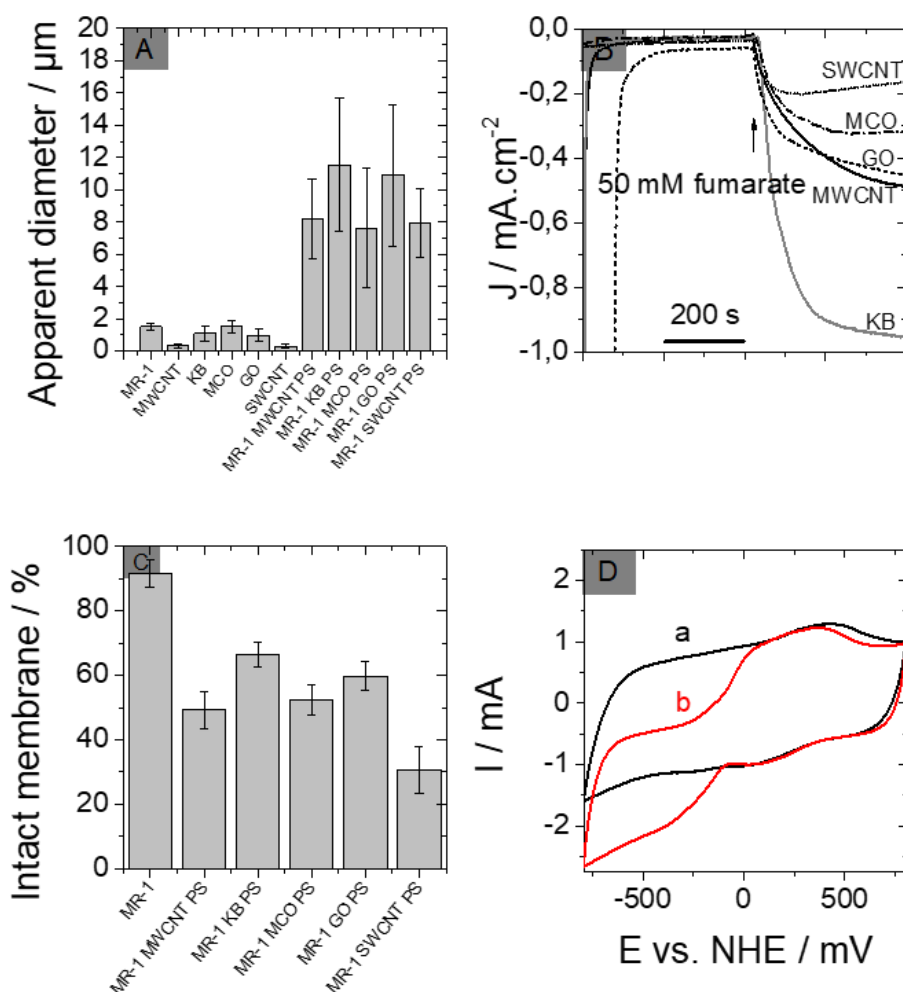 A
Apparent diameter / µm
20
18
16
14
12
10
8
6
4
2
0
MR-1
MWCNT
KB
MCO
GO
SWCNT
MR-1 MWCNT PS
MR-1 KB PS
MR-1 MCO PS
MR-1 GO PS
MR-1 SWCNT PS
B
J / mA.cm-2
0,0
-0,2
-0,4
-0,6
-0,8
-1,0
SWCNT
MCO
GO
MWCNT
KB
50 mM fumarate
200 s
C
Intact membrane / %
100
80
60
40
20
0
MR-1
MR-1 MWCNT PS
MR-1 KB PS
MR-1 MCO PS
MR-1 GO PS
MR-1 SWCNT PS
D
I / mA
2
1
0
-1
-2
a
b
-500
0
500
E vs. NHE / mV